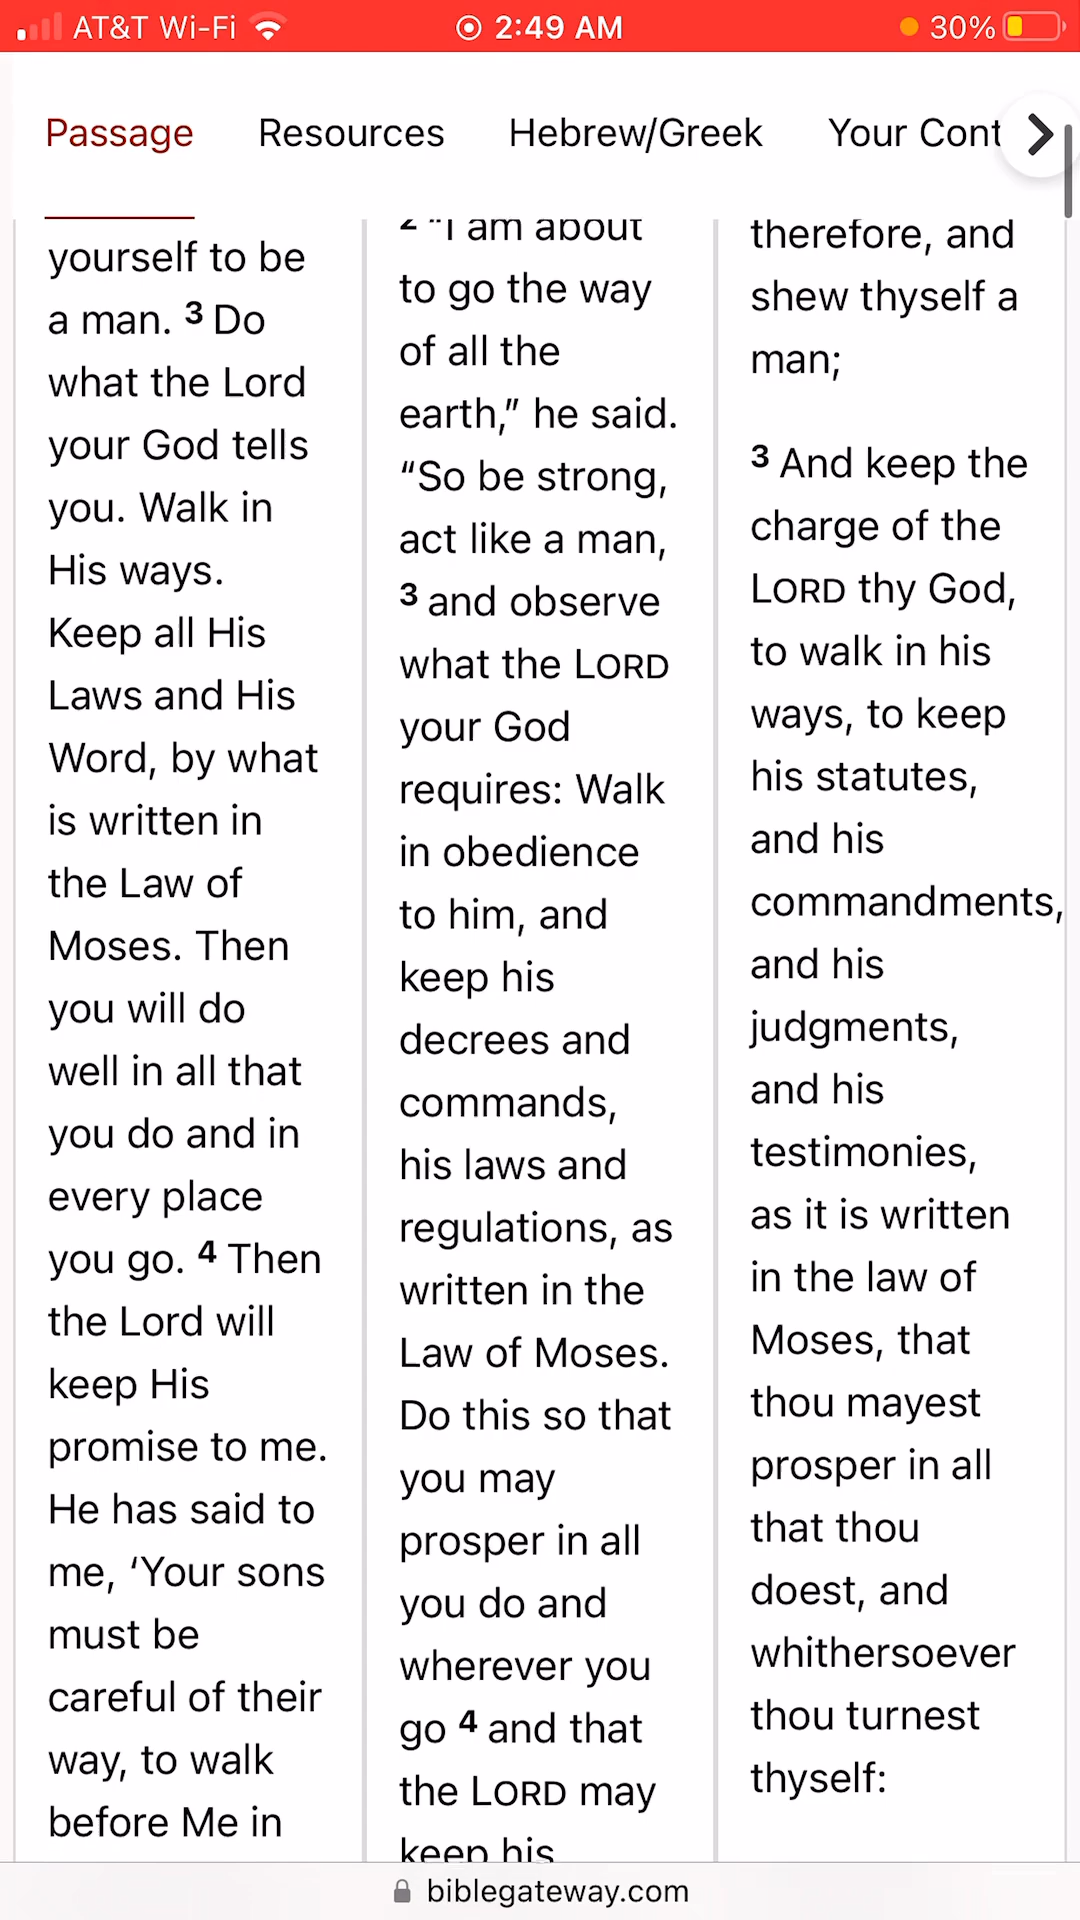 AT&T Wi-Fi 2:49 AM 30%
Passage Resources Hebrew/Greek Your Cont
yourself to be
a man. 3 Do
what the Lord
your God tells
you. Walk in
His ways.
Keep all His
Laws and His
Word, by what
is written in
the Law of
Moses. Then
you will do
well in all that
you do and in
every place
you go. 4 Then
the Lord will
keep His
promise to me.
He has said to
me, ‘Your sons
must be
careful of their
way, to walk
before Me in
2 “I am about
to go the way
of all the
earth,” he said.
“So be strong,
act like a man,
3 and observe
what the LORD
your God
requires: Walk
in obedience
to him, and
keep his
decrees and
commands,
his laws and
regulations, as
written in the
Law of Moses.
Do this so that
you may
prosper in all
you do and
wherever you
go 4 and that
the LORD may
keep his
therefore, and
shew thyself a
man;
3 And keep the
charge of the
LORD thy God,
to walk in his
ways, to keep
his statutes,
and his
commandments,
and his
judgments,
and his
testimonies,
as it is written
in the law of
Moses, that
thou mayest
prosper in all
that thou
doest, and
whithersoever
thou turnest
thyself:
biblegateway.com